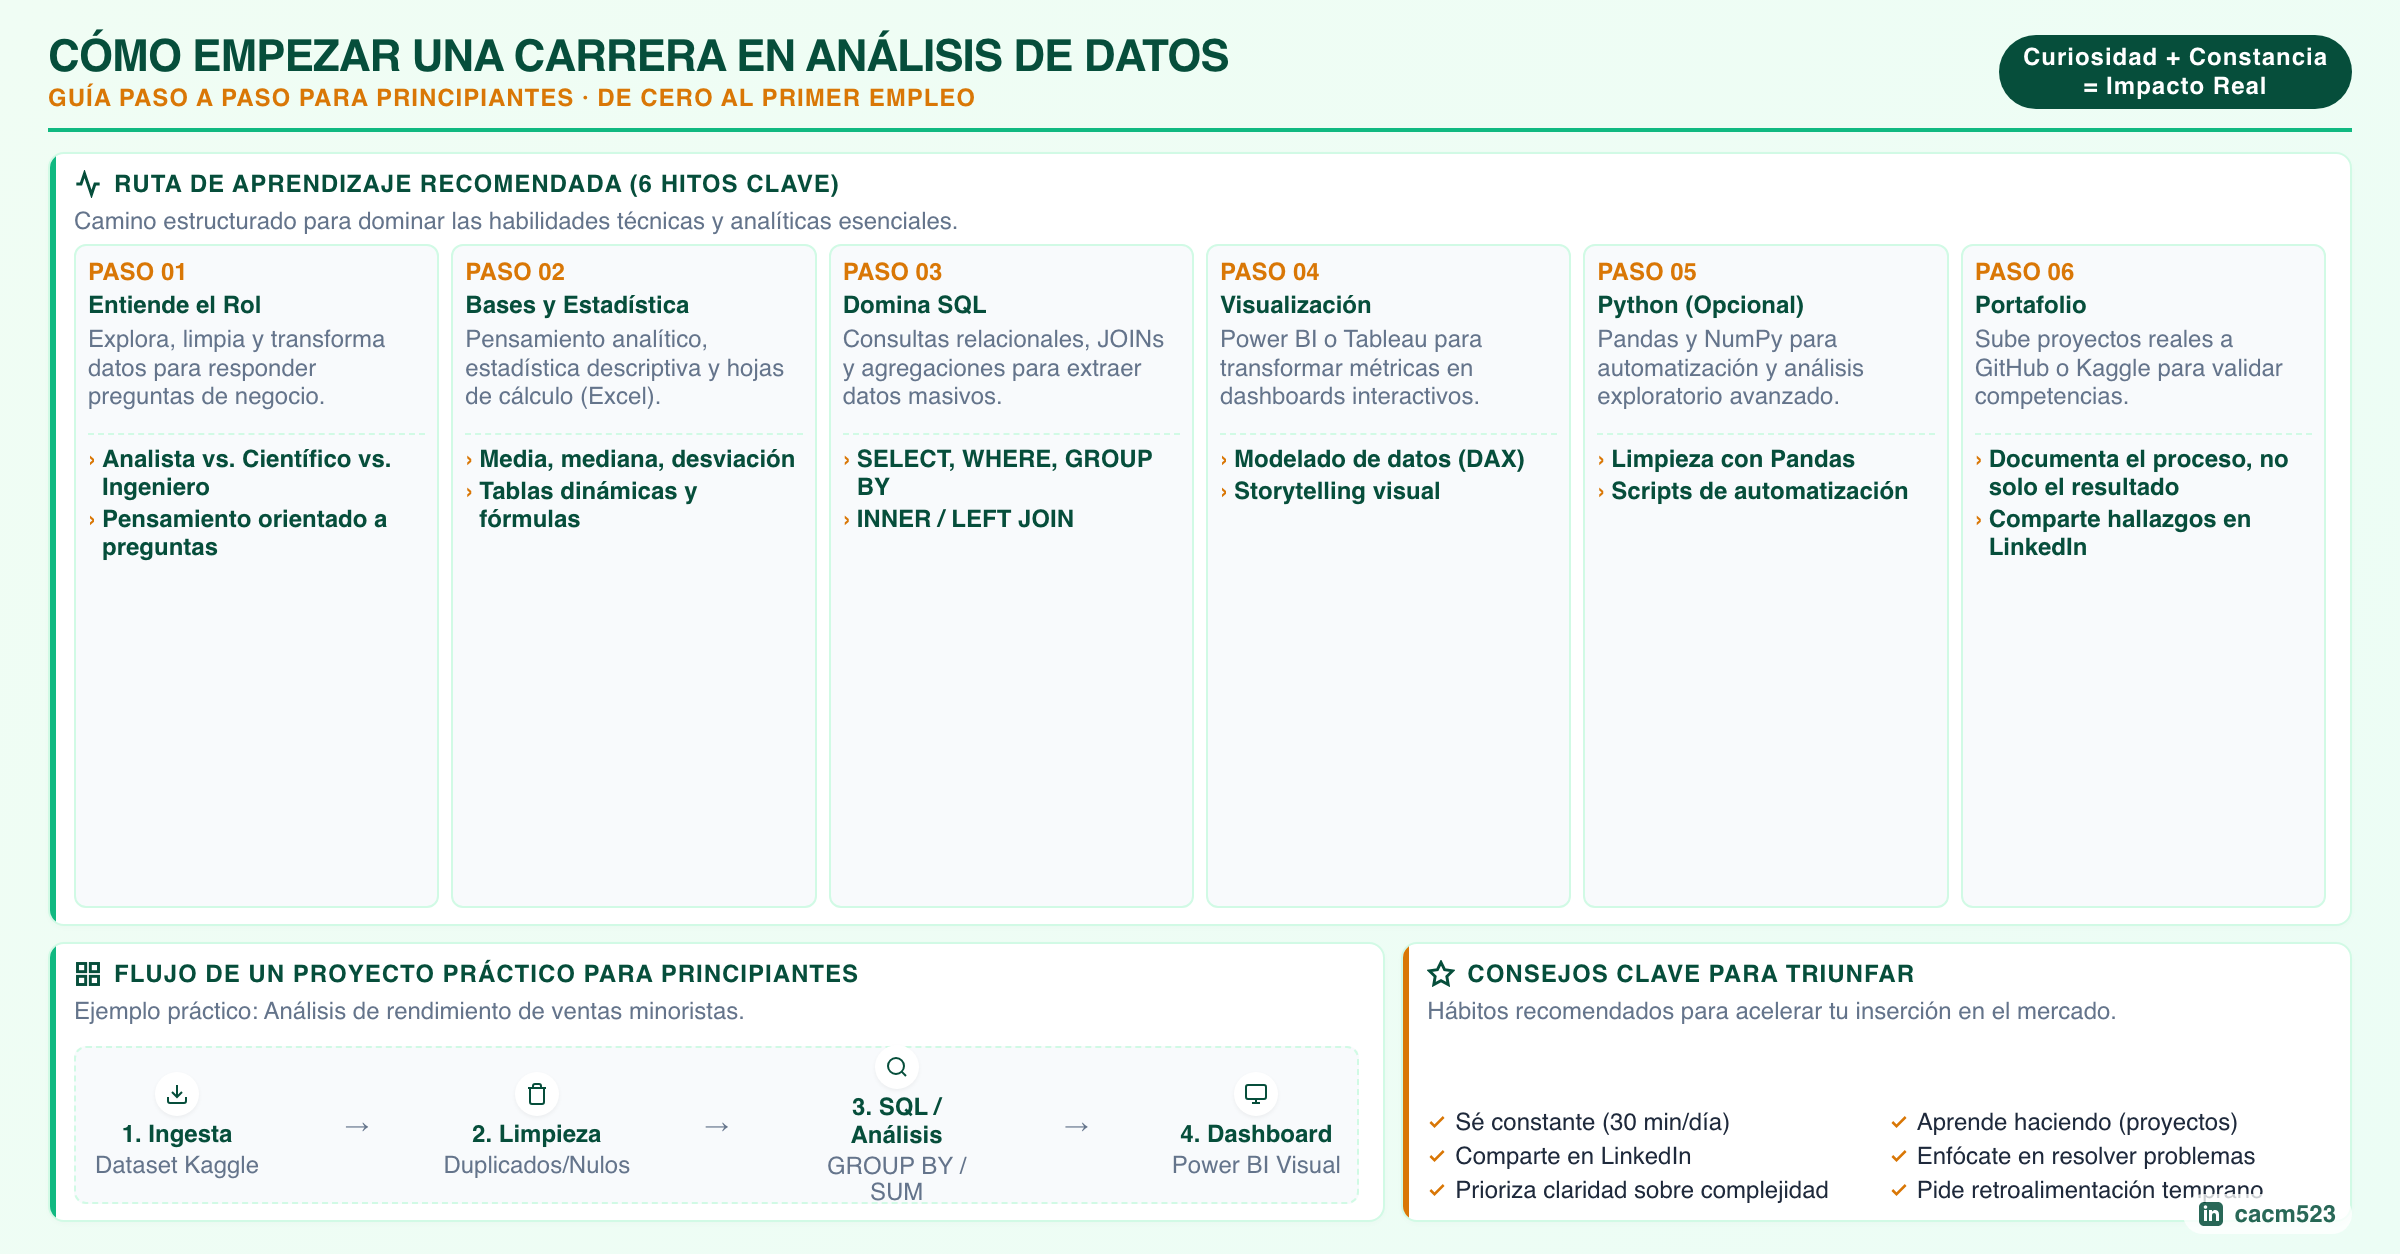 CÓMO EMPEZAR UNA CARRERA EN ANÁLISIS DE DATOS
GUÍA PASO A PASO PARA PRINCIPIANTES · DE CERO AL PRIMER EMPLEO
Curiosidad + Constancia
= Impacto Real
RUTA DE APRENDIZAJE RECOMENDADA (6 HITOS CLAVE)
Camino estructurado para dominar las habilidades técnicas y analíticas esenciales.
PASO 01
Entiende el Rol
Explora, limpia y transforma
datos para responder
preguntas de negocio.
› Analista vs. Científico vs.
Ingeniero
› Pensamiento orientado a
preguntas
PASO 02
Bases y Estadística
Pensamiento analítico,
estadística descriptiva y hojas
de cálculo (Excel).
› Media, mediana, desviación
› Tablas dinámicas y
fórmulas
PASO 03
Domina SQL
Consultas relacionales, JOINs
y agregaciones para extraer
datos masivos.
› SELECT, WHERE, GROUP
BY
› INNER / LEFT JOIN
PASO 04
Visualización
Power BI o Tableau para
transformar métricas en
dashboards interactivos.
› Modelado de datos (DAX)
› Storytelling visual
PASO 05
Python (Opcional)
Pandas y NumPy para
automatización y análisis
exploratorio avanzado.
› Limpieza con Pandas
› Scripts de automatización
PASO 06
Portafolio
Sube proyectos reales a
GitHub o Kaggle para validar
competencias.
› Documenta el proceso, no
solo el resultado
› Comparte hallazgos en
LinkedIn
FLUJO DE UN PROYECTO PRÁCTICO PARA PRINCIPIANTES
Ejemplo práctico: Análisis de rendimiento de ventas minoristas.
1. Ingesta
Dataset Kaggle
→
2. Limpieza
Duplicados/Nulos
→
3. SQL /
Análisis
GROUP BY /
SUM
→
4. Dashboard
Power BI Visual
CONSEJOS CLAVE PARA TRIUNFAR
Hábitos recomendados para acelerar tu inserción en el mercado.
✓ Sé constante (30 min/día)
✓ Aprende haciendo (proyectos)
✓ Comparte en LinkedIn
✓ Enfócate en resolver problemas
✓ Prioriza claridad sobre complejidad
✓ Pide retroalimentación temprano
in cacm523